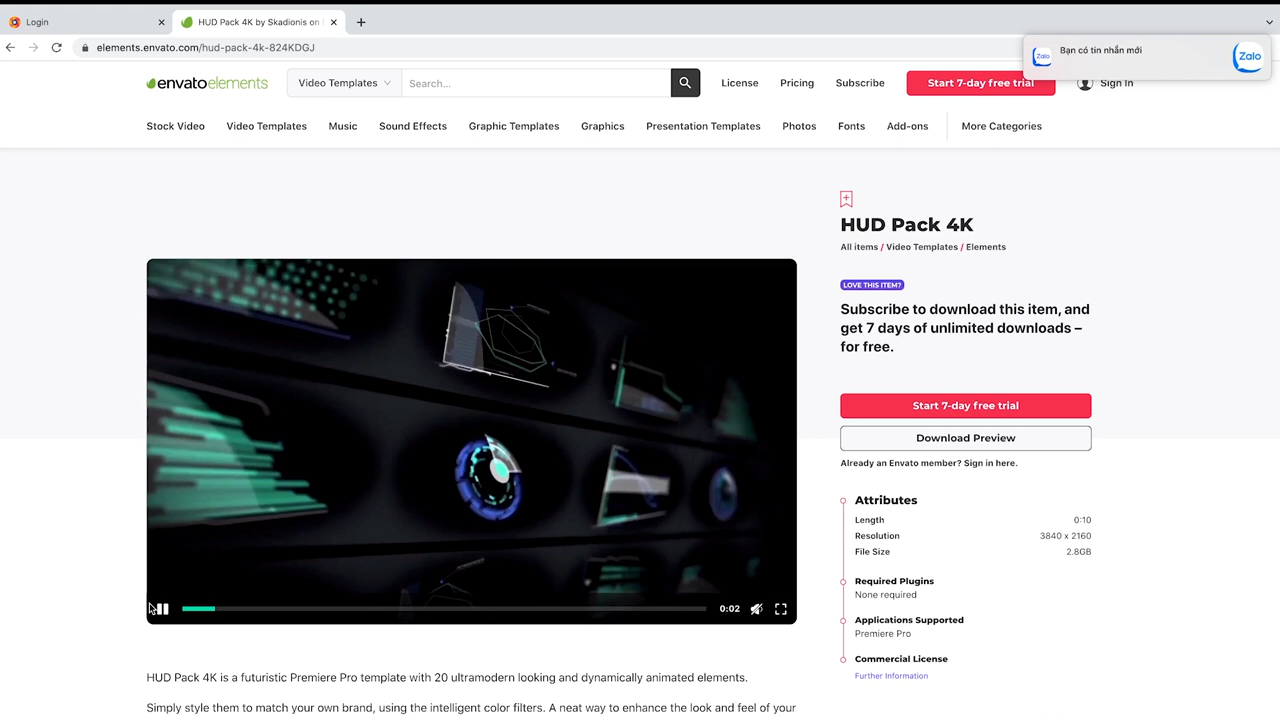 Login
HUD Pack 4K by Skadionis on
elements.envato.com/hud-pack-4k-824KDGJ
Zalo
Bạn có tin nhắn mới
Zalo
envatoelements
Video Templates
Search...
License
Pricing
Subscribe
Start 7-day free trial
Sign In
Stock Video
Video Templates
Music
Sound Effects
Graphic Templates
Graphics
Presentation Templates
Photos
Fonts
Add-ons
More Categories
HUD Pack 4K
All items / Video Templates / Elements
LOVE THIS ITEM?
Subscribe to download this item, and
get 7 days of unlimited downloads –
for free.
Start 7-day free trial
Download Preview
Already an Envato member? Sign in here.
Attributes
Length 0:10
Resolution 3840 x 2160
File Size 2.8GB
Required Plugins
None required
Applications Supported
Premiere Pro
Commercial License
Further Information
0:02
HUD Pack 4K is a futuristic Premiere Pro template with 20 ultramodern looking and dynamically animated elements.
Simply style them to match your own brand, using the intelligent color filters. A neat way to enhance the look and feel of your